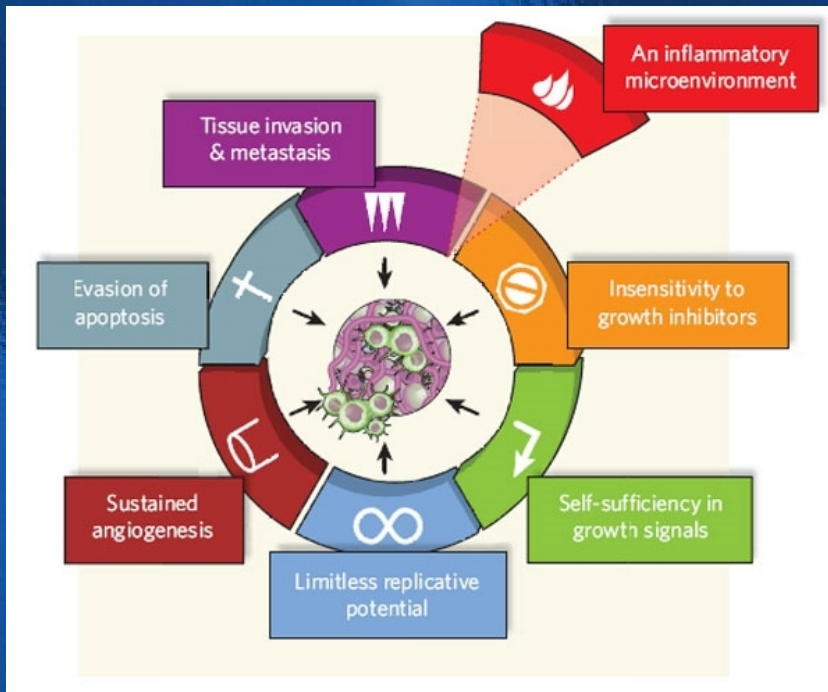 An inflammatory
microenvironment
Tissue invasion
& metastasis
Evasion of
apoptosis
Insensitivity to
growth inhibitors
Sustained
angiogenesis
Self-sufficiency in
growth signals
Limitless replicative
potential